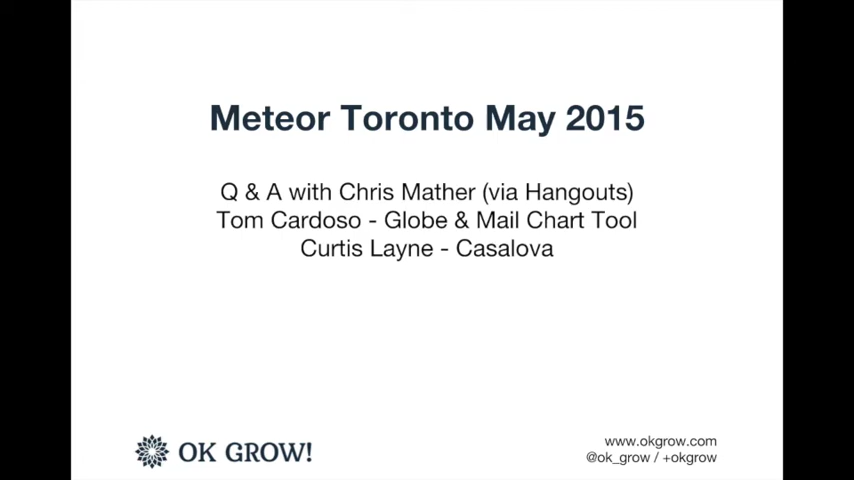 Meteor Toronto May 2015
Q & A with Chris Mather (via Hangouts)
Tom Cardoso - Globe & Mail Chart Tool
Curtis Layne - Casalova
OK GROW!
www.okgrow.com
@ok_grow / +okgrow